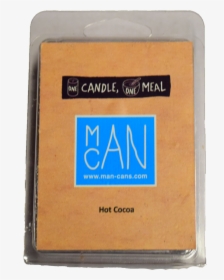 ONE CANDLE, ONE MEAL
MAN
CAN
www.man-cans.com
Hot Cocoa